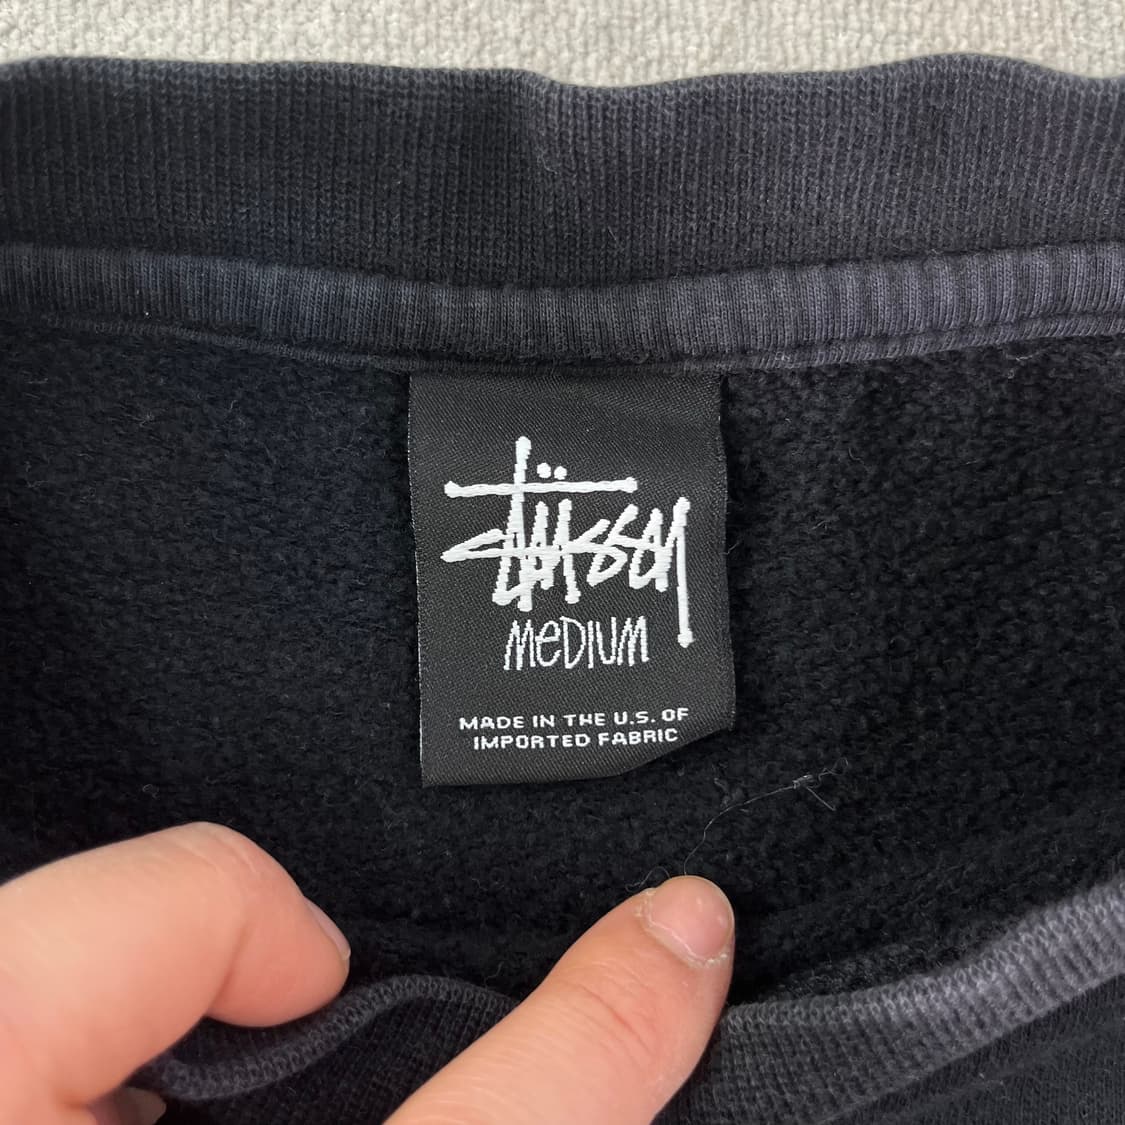 Stüssy
MeDIUM
MADE IN THE U.S. OF
IMPORTED FABRIC